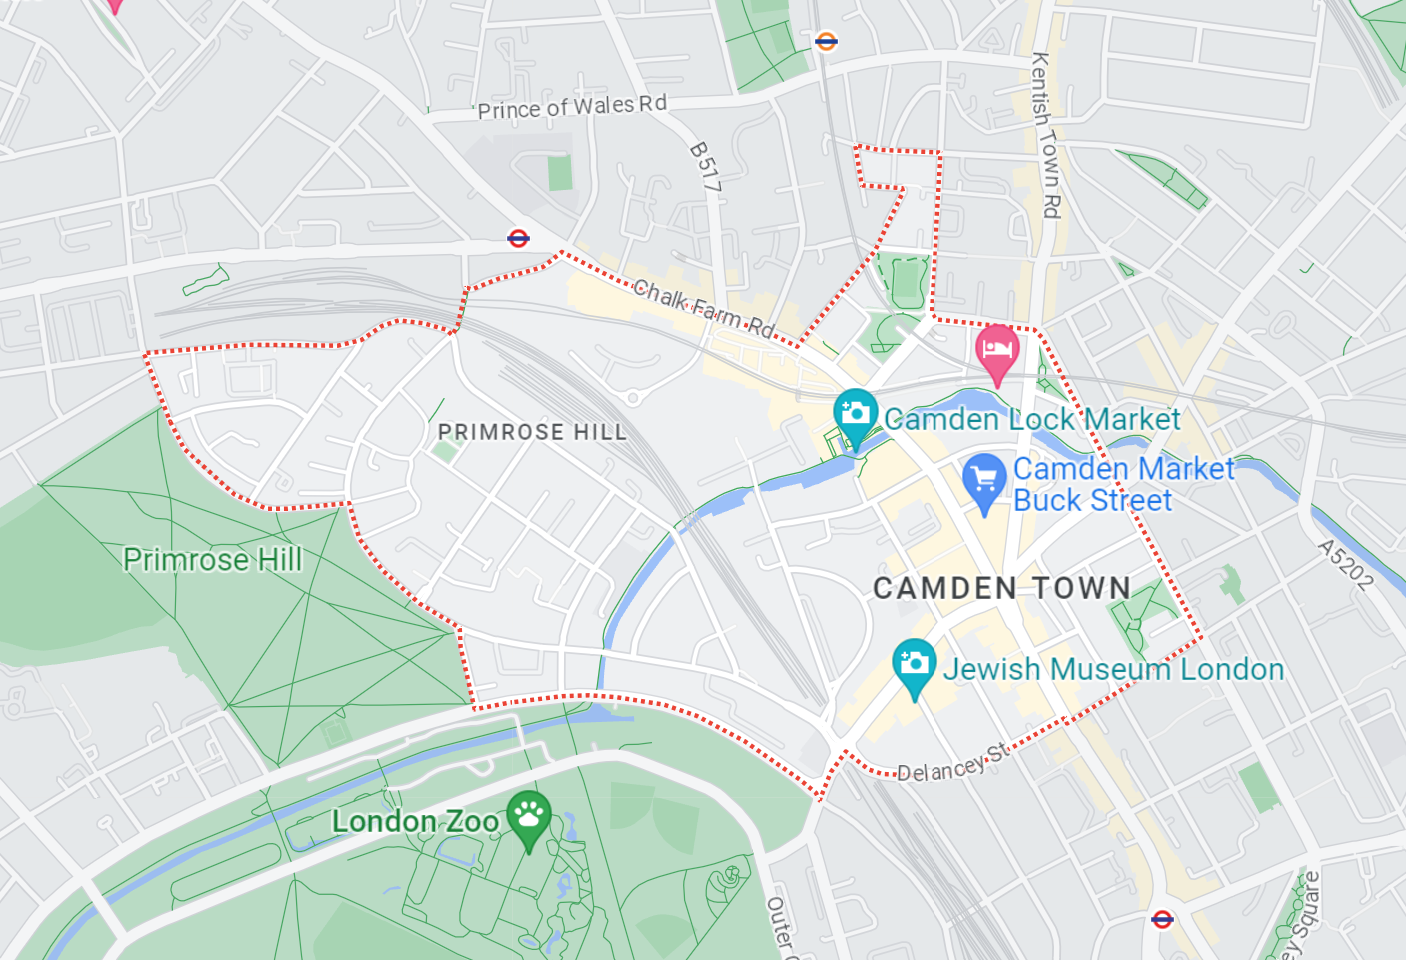 Prince of Wales Rd
B517
Kentish Town Rd
Chalk Farm Rd
PRIMROSE HILL
Camden Lock Market
Camden Market
Buck Street
Primrose Hill
A5202
CAMDEN TOWN
Jewish Museum London
Delancey St
London Zoo
Outer
ey Square